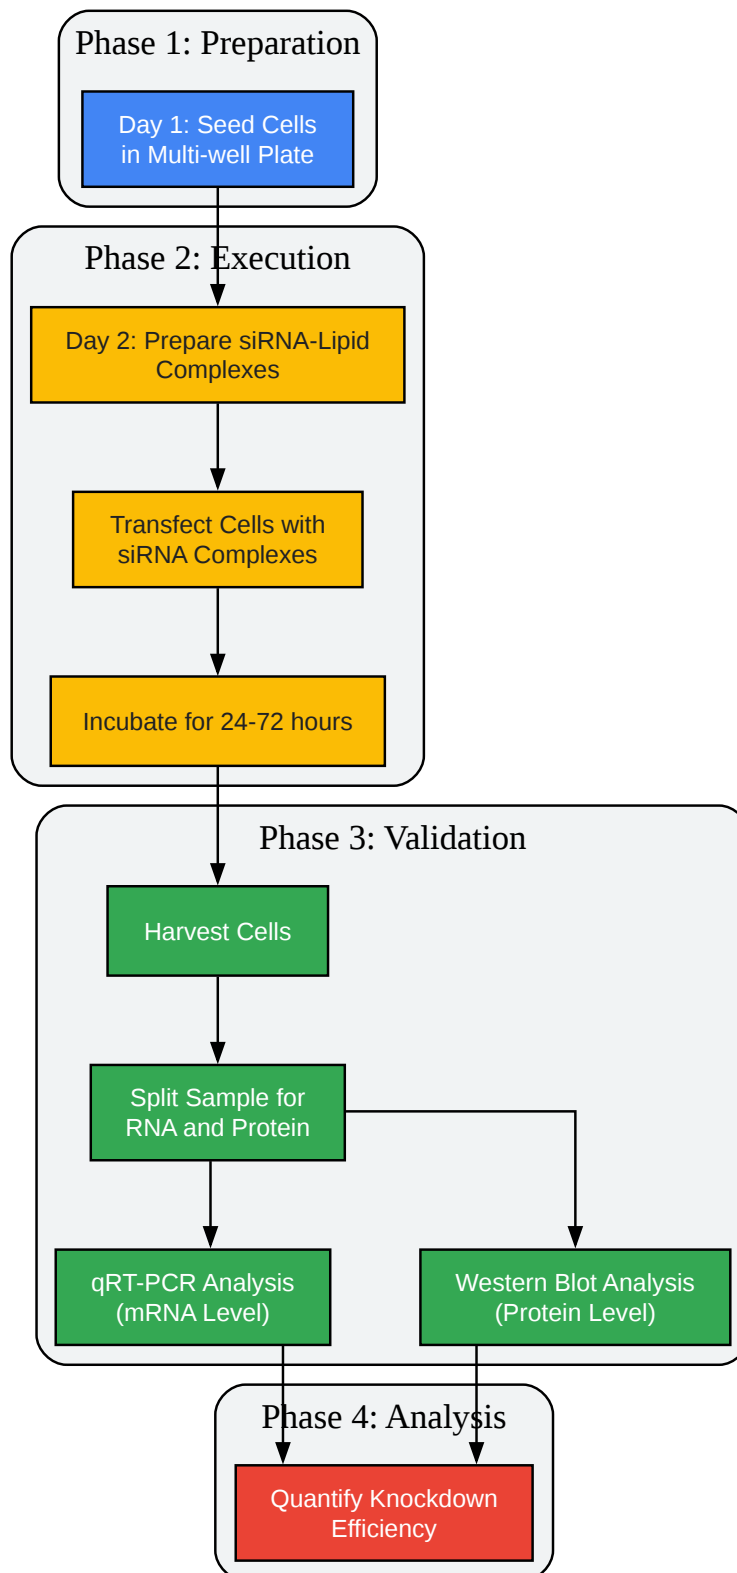 Phase 1: Preparation
Day 1: Seed Cells
in Multi-well Plate
Phase 2: Execution
Day 2: Prepare siRNA-Lipid
Complexes
Transfect Cells with
siRNA Complexes
Incubate for 24-72 hours
Phase 3: Validation
Harvest Cells
Split Sample for
RNA and Protein
qRT-PCR Analysis
(mRNA Level)
Western Blot Analysis
(Protein Level)
Phase 4: Analysis
Quantify Knockdown
Efficiency